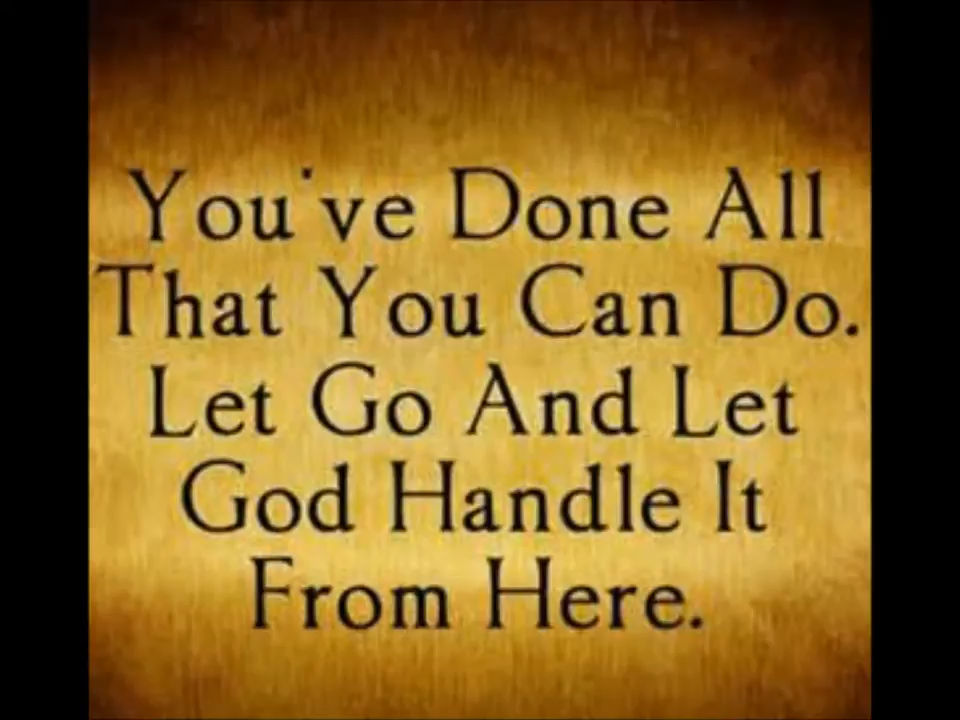 You've Done All
That You Can Do.
Let Go And Let
God Handle It
From Here.